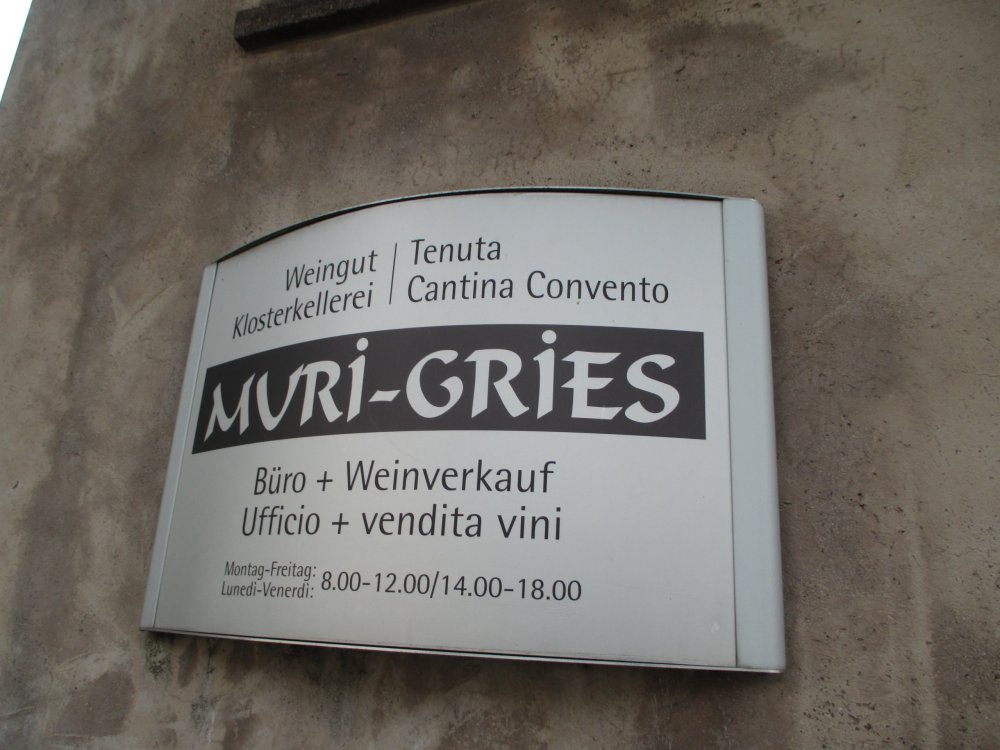 Weingut
Klosterkellerei
Tenuta
Cantina Convento
MURI-GRIES
Büro + Weinverkauf
Ufficio + vendita vini
Montag-Freitag:
Lunedì-Venerdì:
8.00-12.00/14.00-18.00